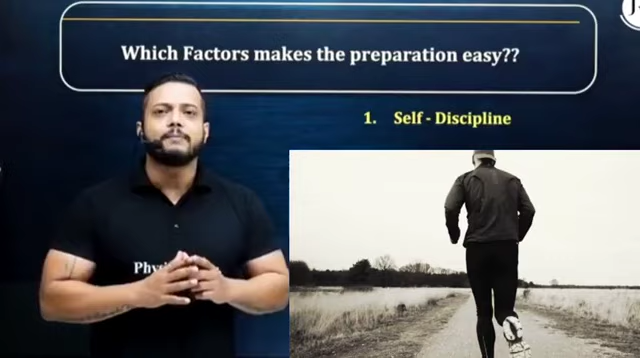 Which Factors makes the preparation easy??
1. Self - Discipline